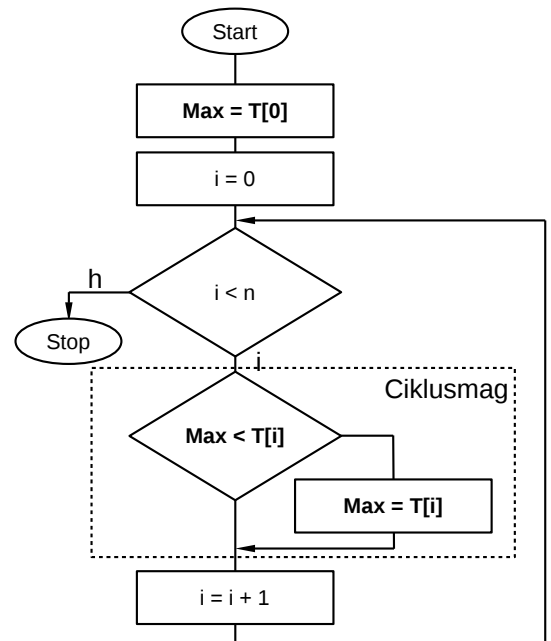 Start
Max = T[0]
i = 0
i < n
h
Stop
i
Ciklusmag
Max < T[i]
Max = T[i]
i = i + 1